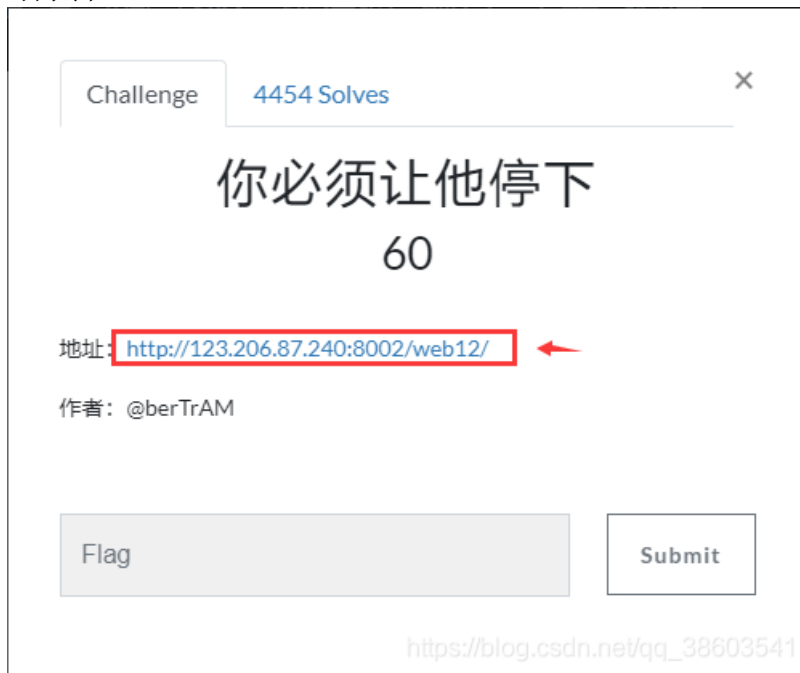 Challenge 4454 Solves ×
你必须让他停下
60
地址：http://123.206.87.240:8002/web12/
作者：@berTrAM
Flag Submit
https://blog.csdn.net/qq_38603541